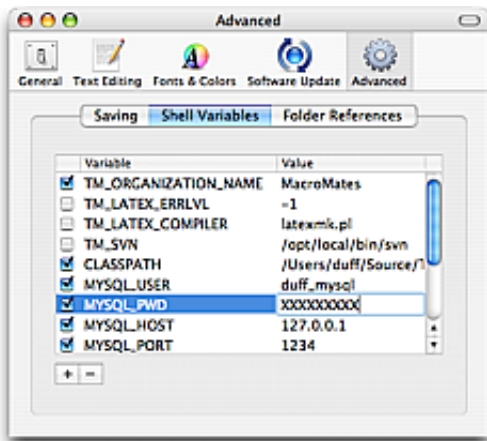 Advanced
General Text Editing Fonts & Colors Software Update Advanced
Saving Shell Variables Folder References
Variable Value
TM_ORGANIZATION_NAME MacroMates
TM_LATEX_ERRLVL -1
TM_LATEX_COMPILER latexmk.pl
TM_SVN /opt/local/bin/svn
CLASSPATH /Users/duff/Source/
MYSQL_USER duff_mysql
MYSQL_PWD XXXXXXXXX
MYSQL_HOST 127.0.0.1
MYSQL_PORT 1234
+ -